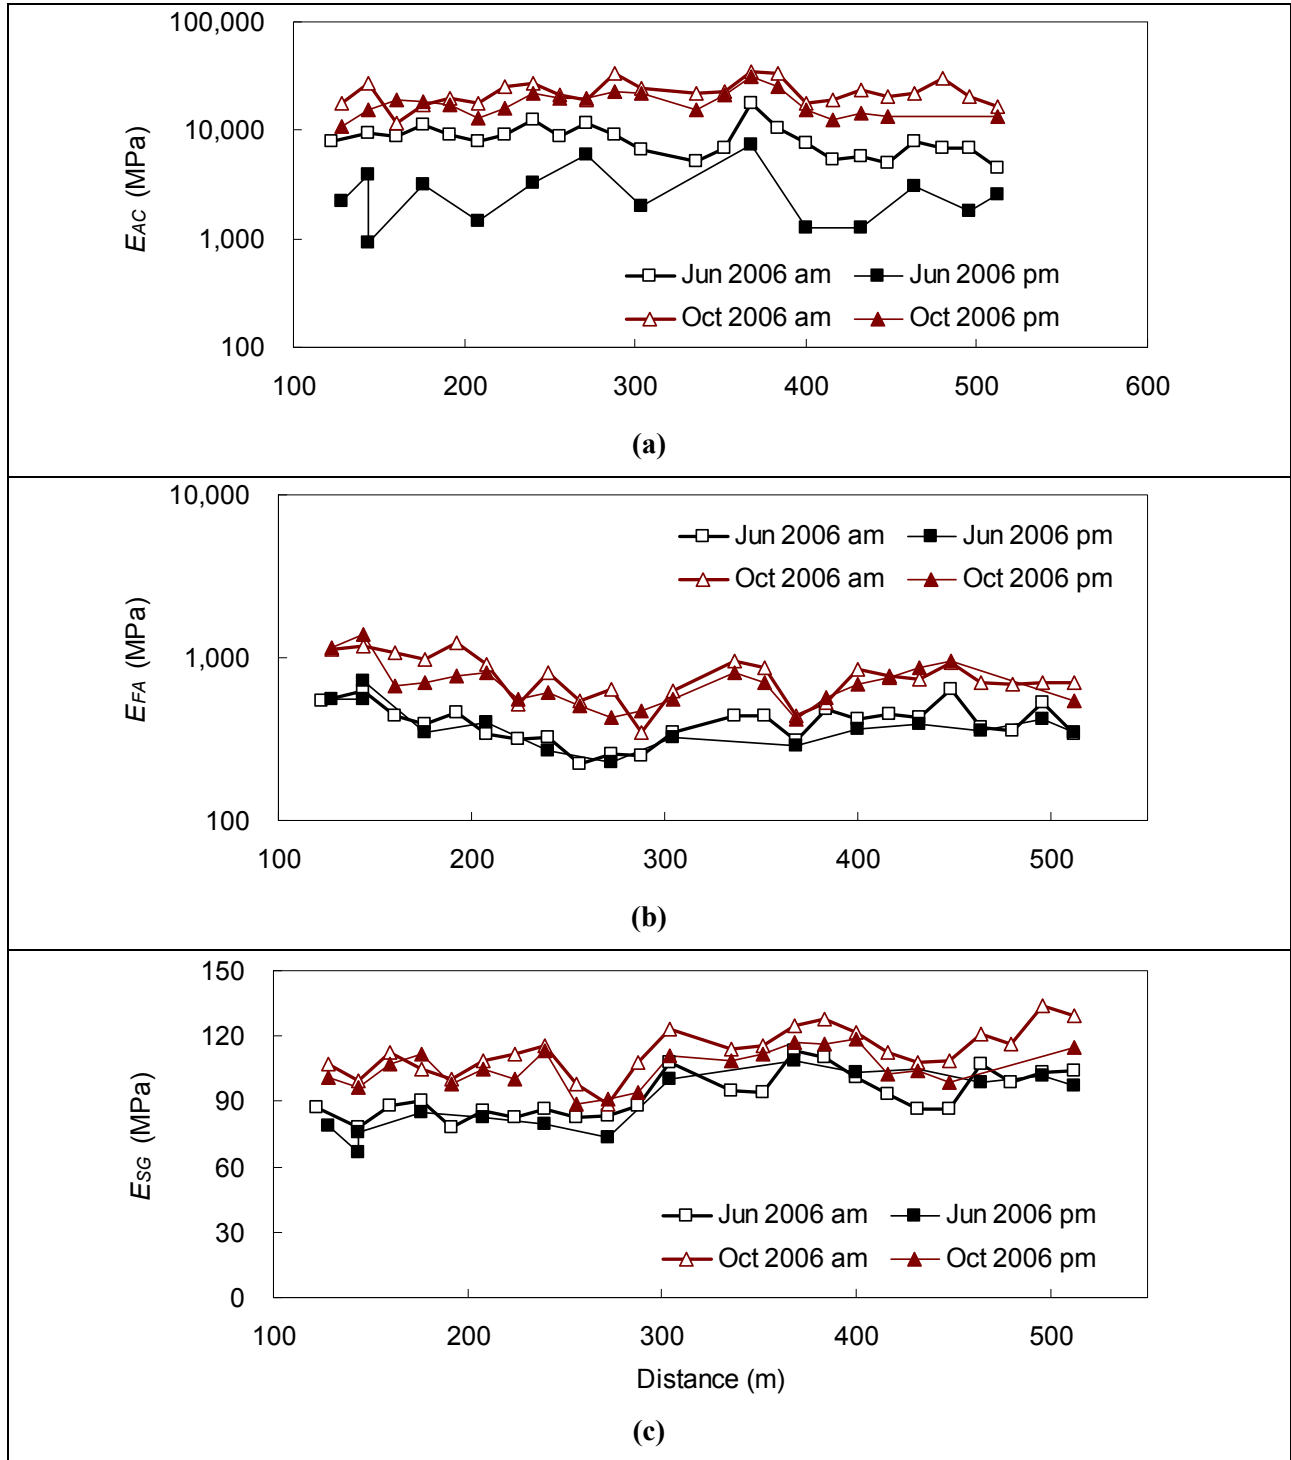 100,000
10,000
1,000
100
E_AC (MPa)
Jun 2006 am Jun 2006 pm
Oct 2006 am Oct 2006 pm
100 200 300 400 500 600
(a)
10,000
1,000
100
E_FA (MPa)
Jun 2006 am Jun 2006 pm
Oct 2006 am Oct 2006 pm
100 200 300 400 500
(b)
150
120
90
60
30
0
E_SG (MPa)
Jun 2006 am Jun 2006 pm
Oct 2006 am Oct 2006 pm
100 200 300 400 500
Distance (m)
(c)